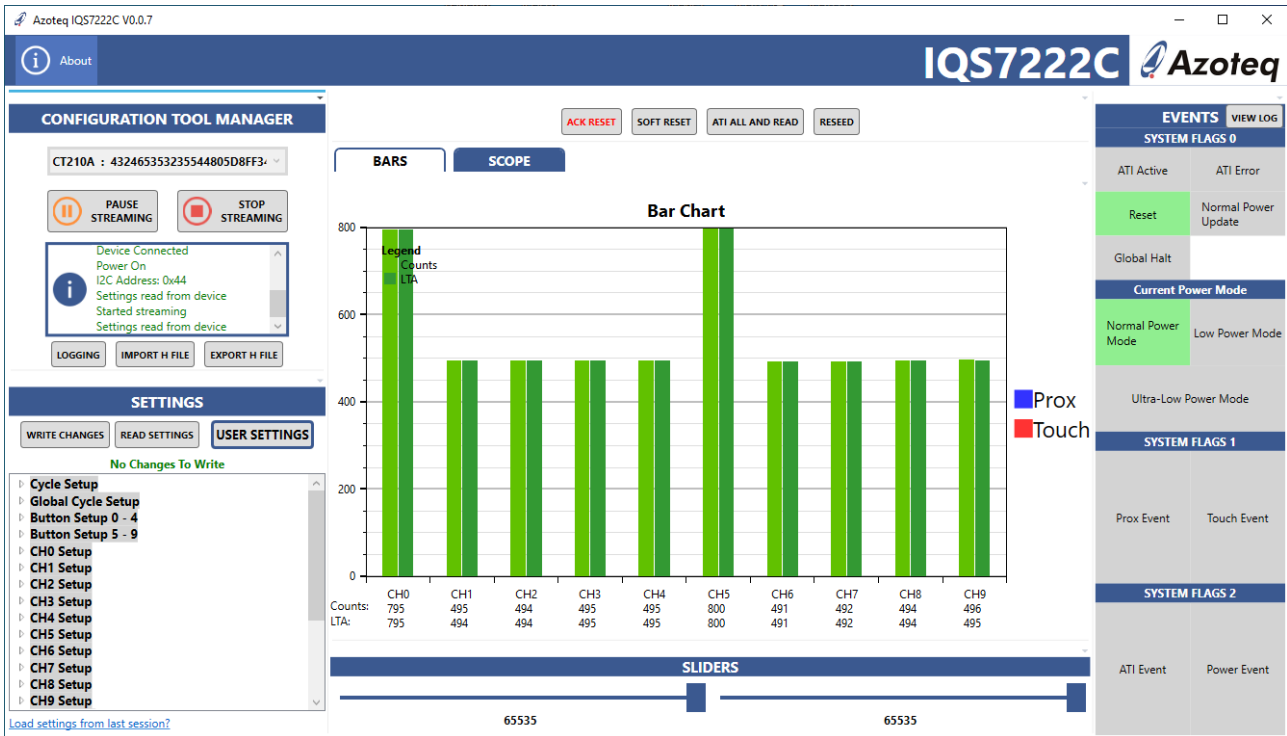 Azoteq IQS7222C V0.0.7
About
IQS7222C
Azoteq
CONFIGURATION TOOL MANAGER
CT210A : 432465353235544805D8FF34
PAUSE STREAMING
STOP STREAMING
Device Connected
Power On
I2C Address: 0x44
Settings read from device
Started streaming
Settings read from device
LOGGING
IMPORT H FILE
EXPORT H FILE
SETTINGS
WRITE CHANGES
READ SETTINGS
USER SETTINGS
No Changes To Write
Cycle Setup
Global Cycle Setup
Button Setup 0 - 4
Button Setup 5 - 9
CH0 Setup
CH1 Setup
CH2 Setup
CH3 Setup
CH4 Setup
CH5 Setup
CH6 Setup
CH7 Setup
CH8 Setup
CH9 Setup
Load settings from last session?
ACK RESET
SOFT RESET
ATI ALL AND READ
RESEED
BARS
SCOPE
Bar Chart
800
600
400
200
0
Legend
Counts
LTA
Prox
Touch
CH0 CH1 CH2 CH3 CH4 CH5 CH6 CH7 CH8 CH9
Counts: 795 495 494 495 495 800 491 492 494 496
LTA: 795 494 494 495 495 800 491 492 494 495
SLIDERS
65535
65535
EVENTS
VIEW LOG
SYSTEM FLAGS 0
ATI Active
ATI Error
Reset
Normal Power Update
Global Halt
Current Power Mode
Normal Power Mode
Low Power Mode
Ultra-Low Power Mode
SYSTEM FLAGS 1
Prox Event
Touch Event
SYSTEM FLAGS 2
ATI Event
Power Event